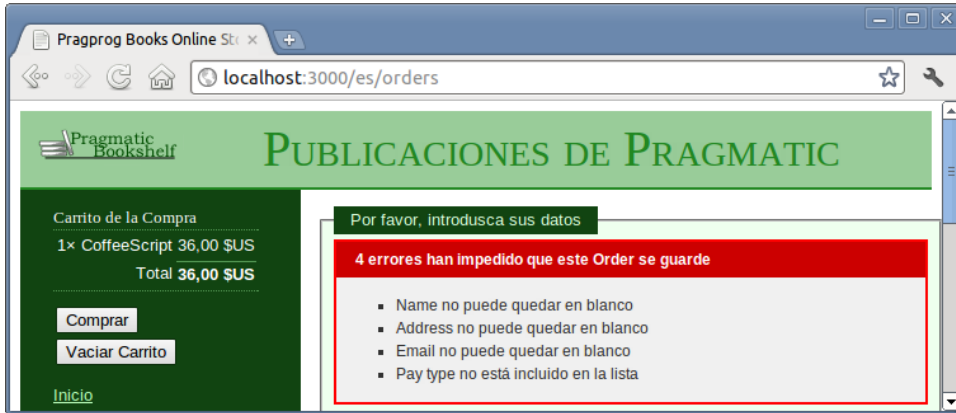 Pragprog Books Online Sto
localhost:3000/es/orders
Pragmatic
Bookshelf
PUBLICACIONES DE PRAGMATIC
Carrito de la Compra
1× CoffeeScript 36,00 $US
Total 36,00 $US
Comprar
Vaciar Carrito
Inicio
Por favor, introdusca sus datos
4 errores han impedido que este Order se guarde
Name no puede quedar en blanco
Address no puede quedar en blanco
Email no puede quedar en blanco
Pay type no está incluido en la lista